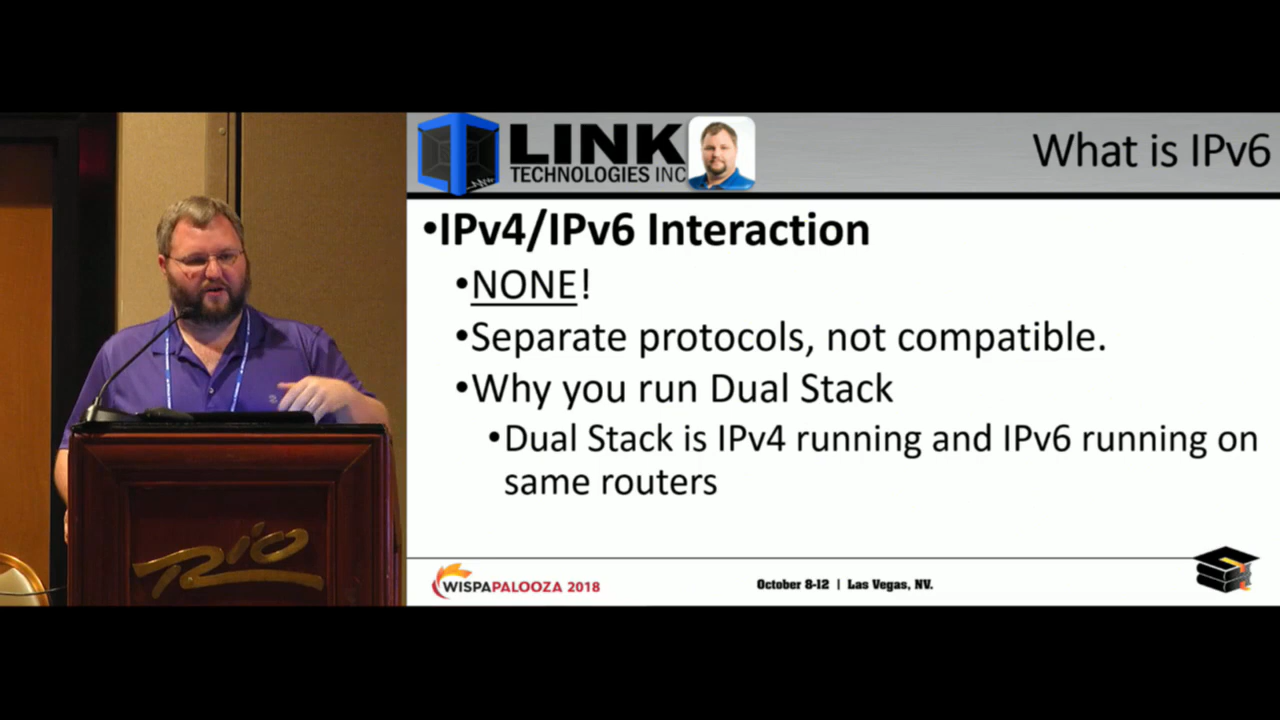 LINK
TECHNOLOGIES INC
What is IPv6
•IPv4/IPv6 Interaction
•NONE!
•Separate protocols, not compatible.
•Why you run Dual Stack
•Dual Stack is IPv4 running and IPv6 running on
same routers
Rio
WISPAPALOOZA 2018
October 8-12 | Las Vegas, NV.